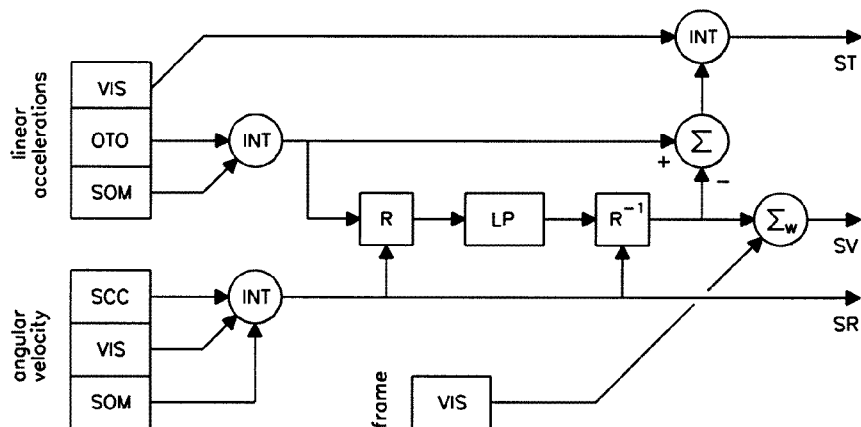 INT
ST
VIS
linear
accelerations
OTO
INT
+
Σ
−
SOM
R
LP
R⁻¹
Σw
SV
SCC
INT
SR
angular
velocity
VIS
SOM
frame
VIS